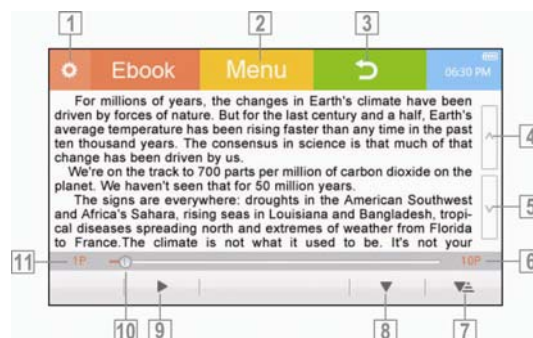 1 2 3
Ebook Menu 06:30 PM
For millions of years, the changes in Earth's climate have been
driven by forces of nature. But for the last century and a half, Earth's
average temperature has been rising faster than any time in the past
ten thousand years. The consensus in science is that much of that
change has been driven by us.
We're on the track to 700 parts per million of carbon dioxide on the
planet. We haven't seen that for 50 million years.
The signs are everywhere: droughts in the American Southwest
and Africa's Sahara, rising seas in Louisiana and Bangladesh, tropi-
cal diseases spreading north and extremes of weather from Florida
to France.The climate is not what it used to be. It's not your
4
5
11 1P 10P 6
10 9 8 7